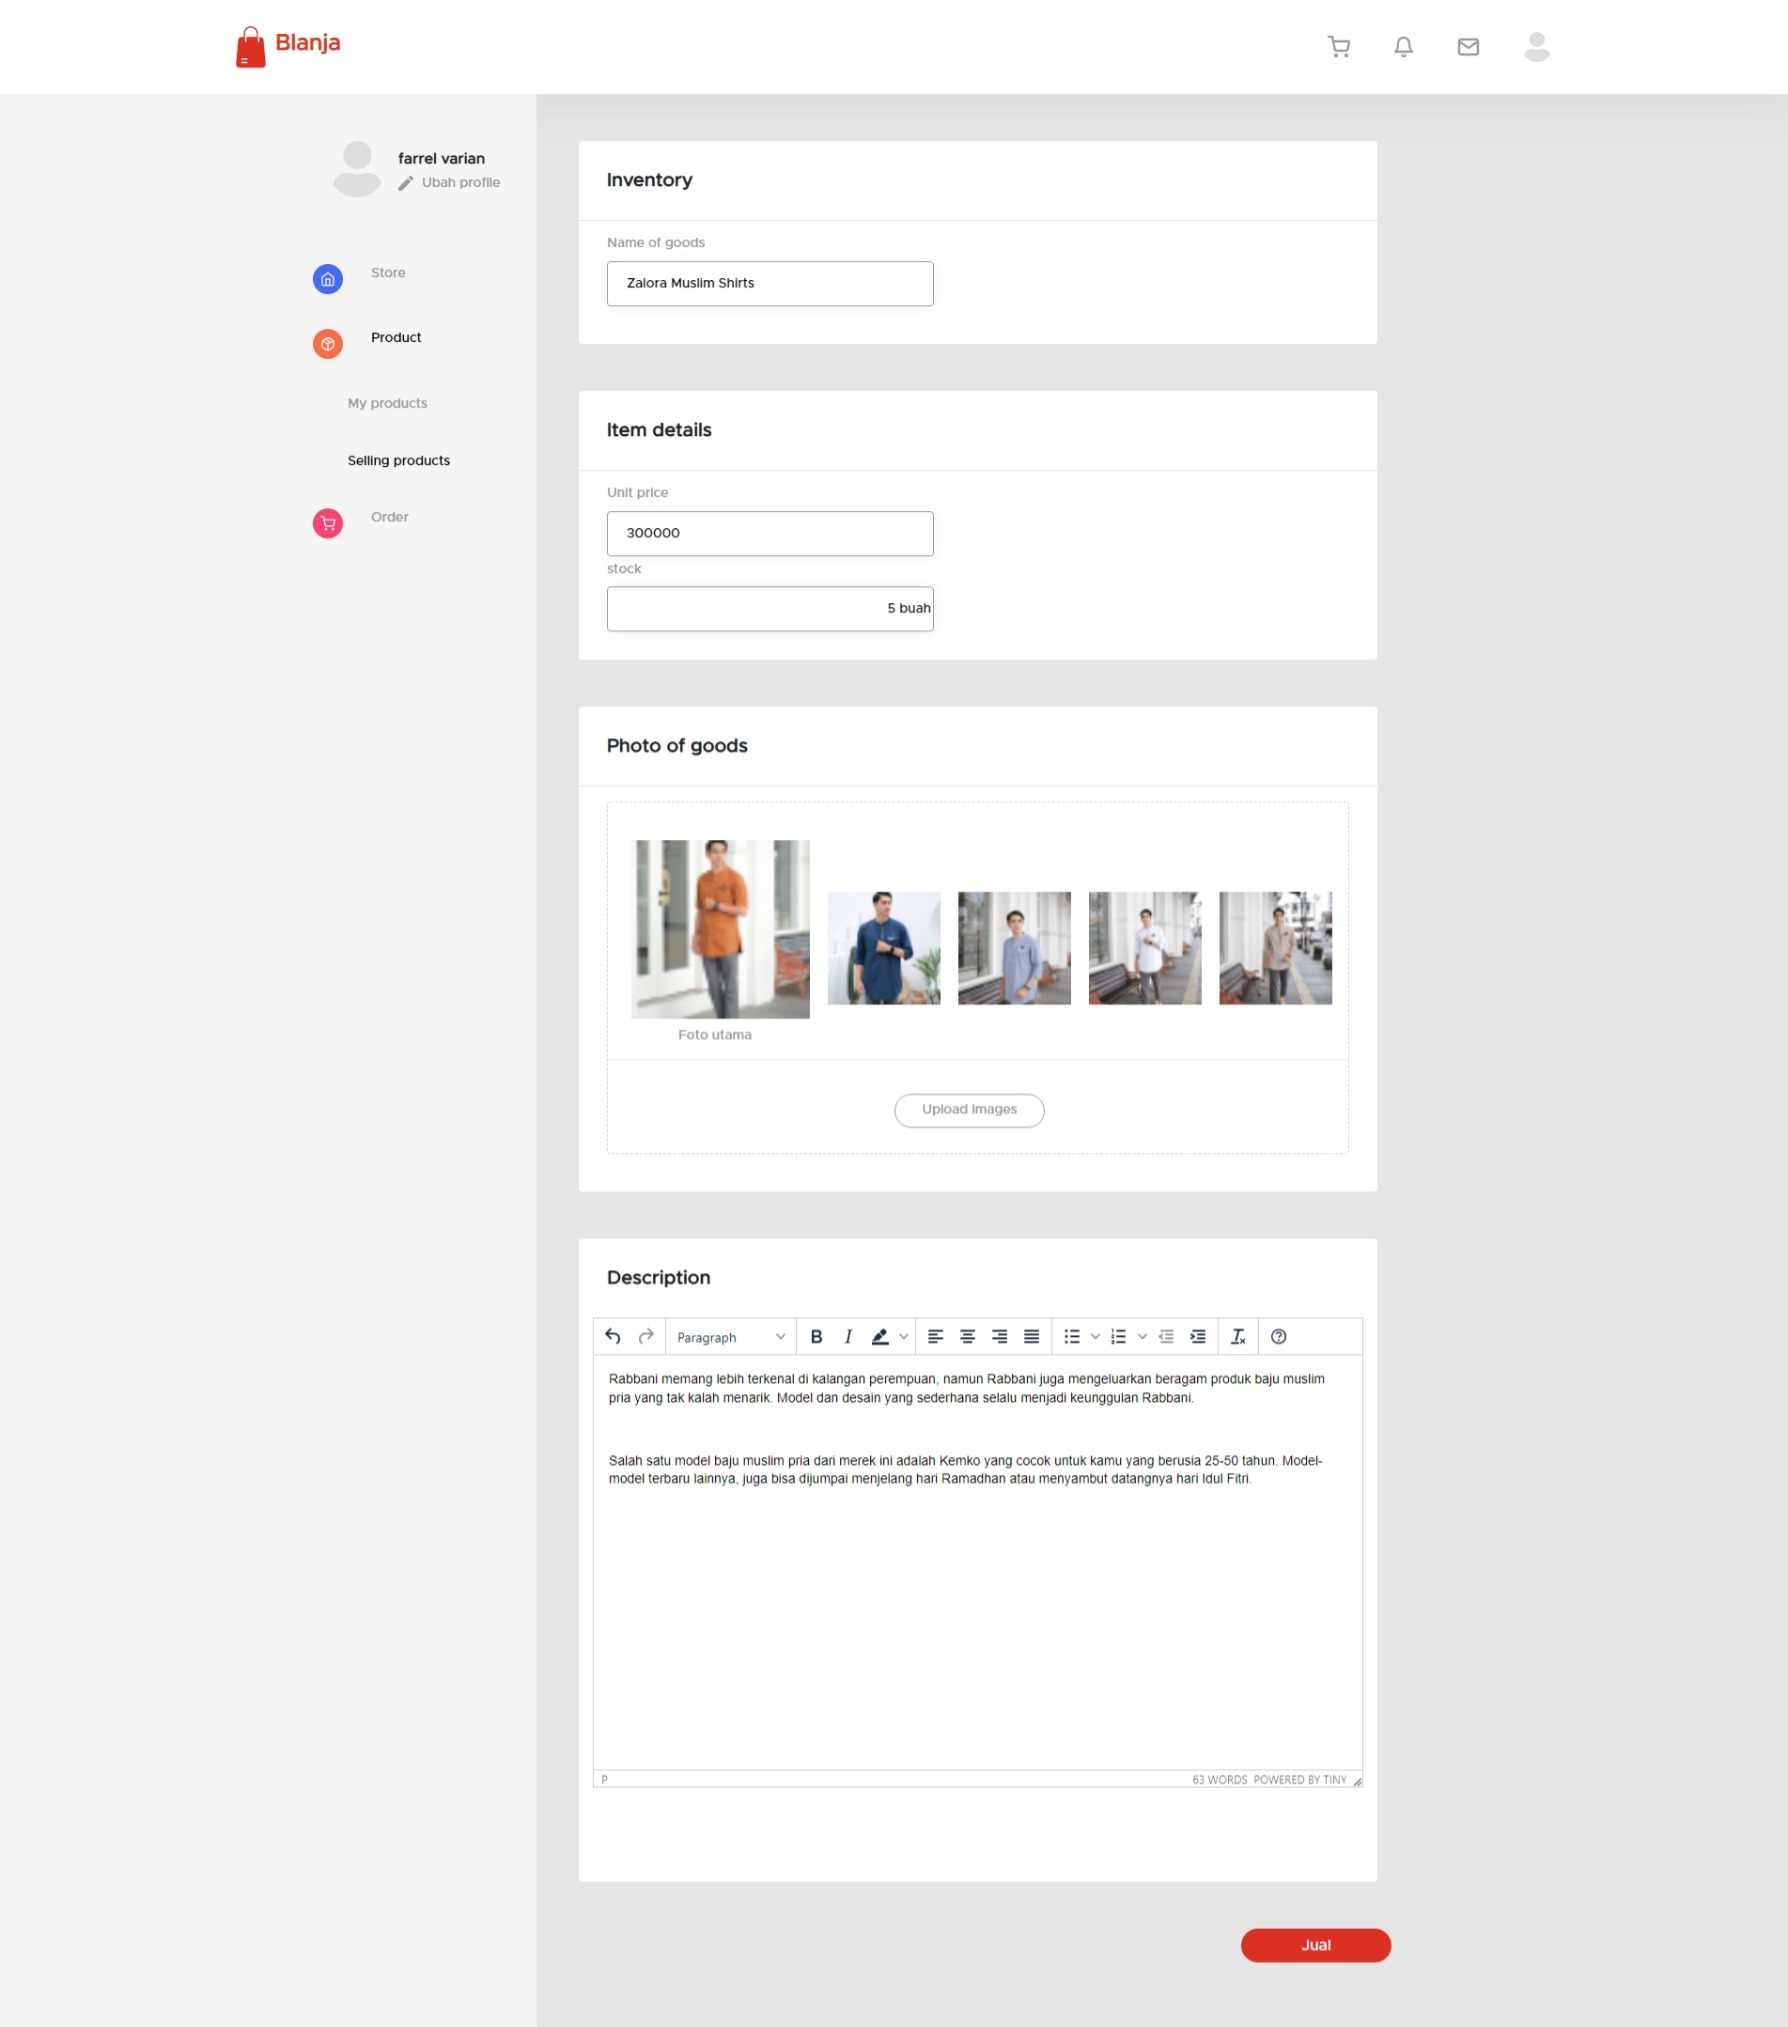 Blanja
farrel varian
Ubah profile
Store
Product
My products
Selling products
Order
Inventory
Name of goods
Zalora Muslim Shirts
Item details
Unit price
300000
stock
5 buah
Photo of goods
Foto utama
Upload Images
Description
Paragraph
Rabbani memang lebih terkenal di kalangan perempuan, namun Rabbani juga mengeluarkan beragam produk baju muslim
pria yang tak kalah menarik. Model dan desain yang sederhana selalu menjadi keunggulan Rabbani.
Salah satu model baju muslim pria dari merek ini adalah Kemko yang cocok untuk kamu yang berusia 25-50 tahun. Model-
model terbaru lainnya, juga bisa dijumpai menjelang hari Ramadhan atau menyambut datangnya hari Idul Fitri.
P
63 WORDS POWERED BY TINY
Jual